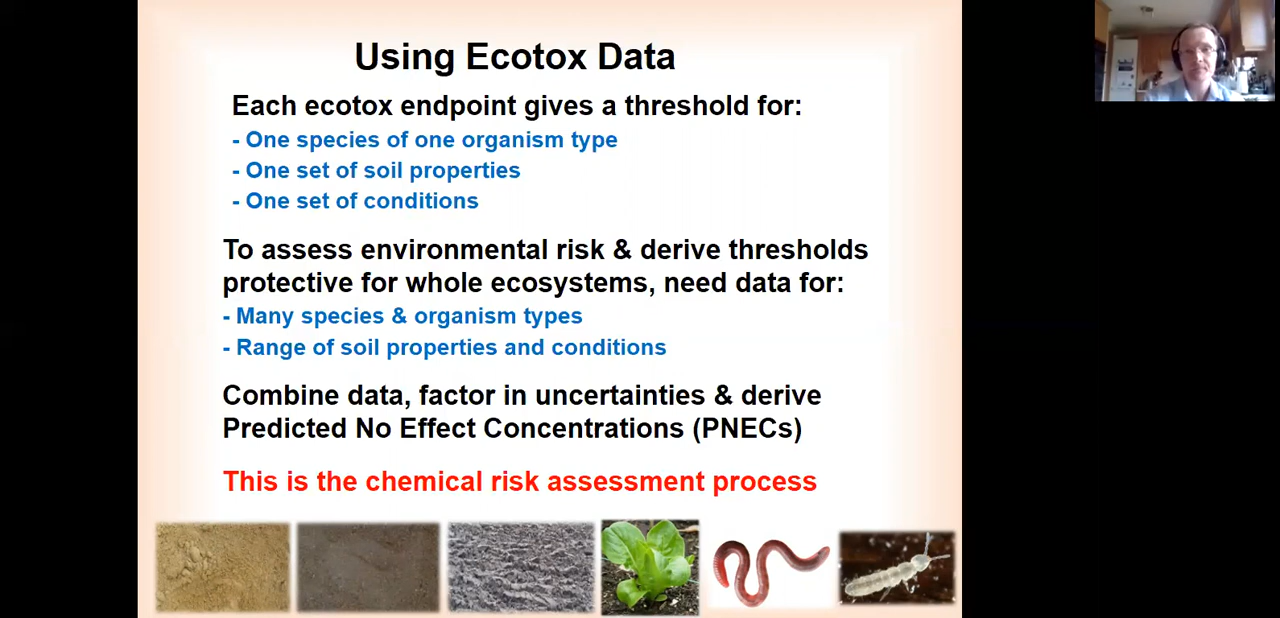 Using Ecotox Data
Each ecotox endpoint gives a threshold for:
- One species of one organism type
- One set of soil properties
- One set of conditions
To assess environmental risk & derive thresholds
protective for whole ecosystems, need data for:
- Many species & organism types
- Range of soil properties and conditions
Combine data, factor in uncertainties & derive
Predicted No Effect Concentrations (PNECs)
This is the chemical risk assessment process